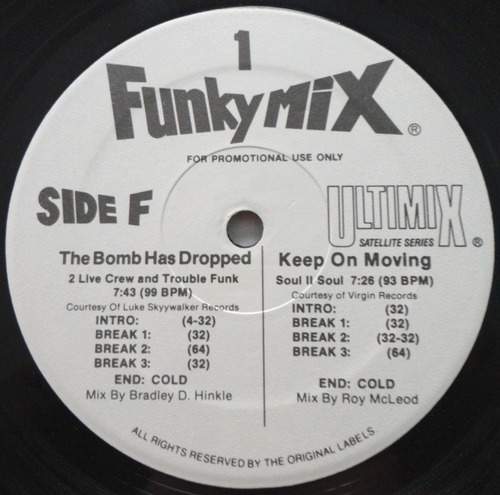 1
Funkymix®
FOR PROMOTIONAL USE ONLY
SIDE F
ULTIMIX
SATELLITE SERIES ®
The Bomb Has Dropped
2 Live Crew and Trouble Funk
7:43 (99 BPM)
Courtesy Of Luke Skyywalker Records
INTRO: (4-32)
BREAK 1: (32)
BREAK 2: (64)
BREAK 3: (32)
END: COLD
Mix By Bradley D. Hinkle
Keep On Moving
Soul II Soul 7:26 (93 BPM)
Courtesy of Virgin Records
INTRO: (32)
BREAK 1: (32)
BREAK 2: (32-32)
BREAK 3: (64)
END: COLD
Mix By Roy McLeod
ALL RIGHTS RESERVED BY THE ORIGINAL LABELS